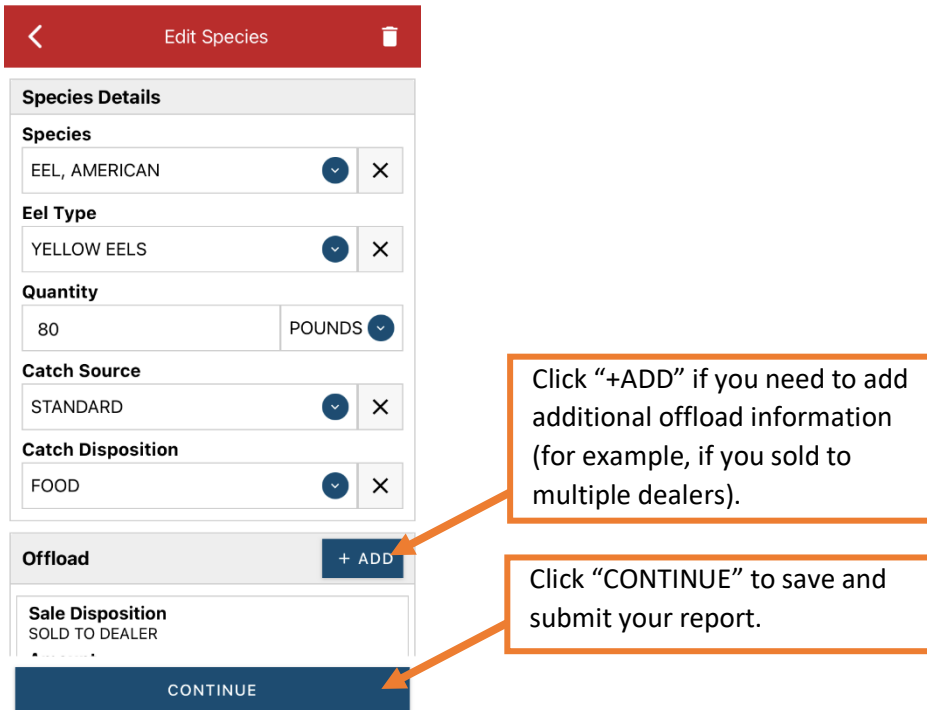 Edit Species
Species Details
Species
EEL, AMERICAN
Eel Type
YELLOW EELS
Quantity
80 POUNDS
Catch Source
STANDARD
Catch Disposition
FOOD
Offload + ADD
Sale Disposition
SOLD TO DEALER
CONTINUE
Click “+ADD” if you need to add
additional offload information
(for example, if you sold to
multiple dealers).
Click “CONTINUE” to save and
submit your report.